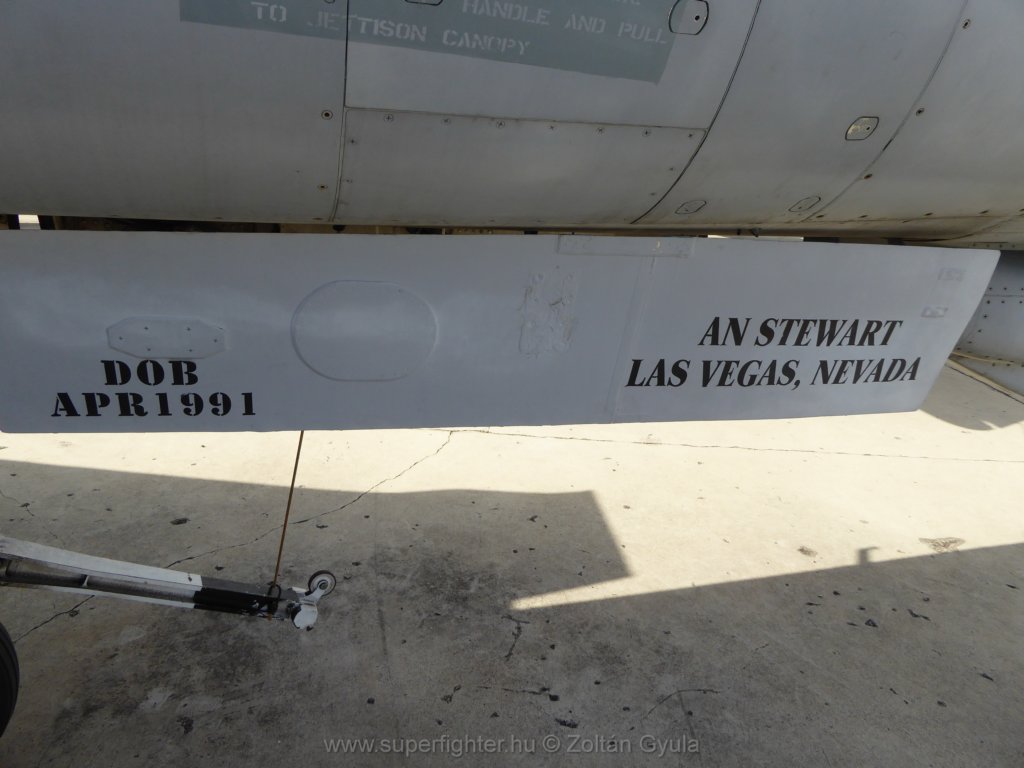 HANDLE AND PULL
TO JETTISON CANOPY
AN STEWART
LAS VEGAS, NEVADA
DOB
APR1991
www.superfighter.hu © Zoltán Gyula